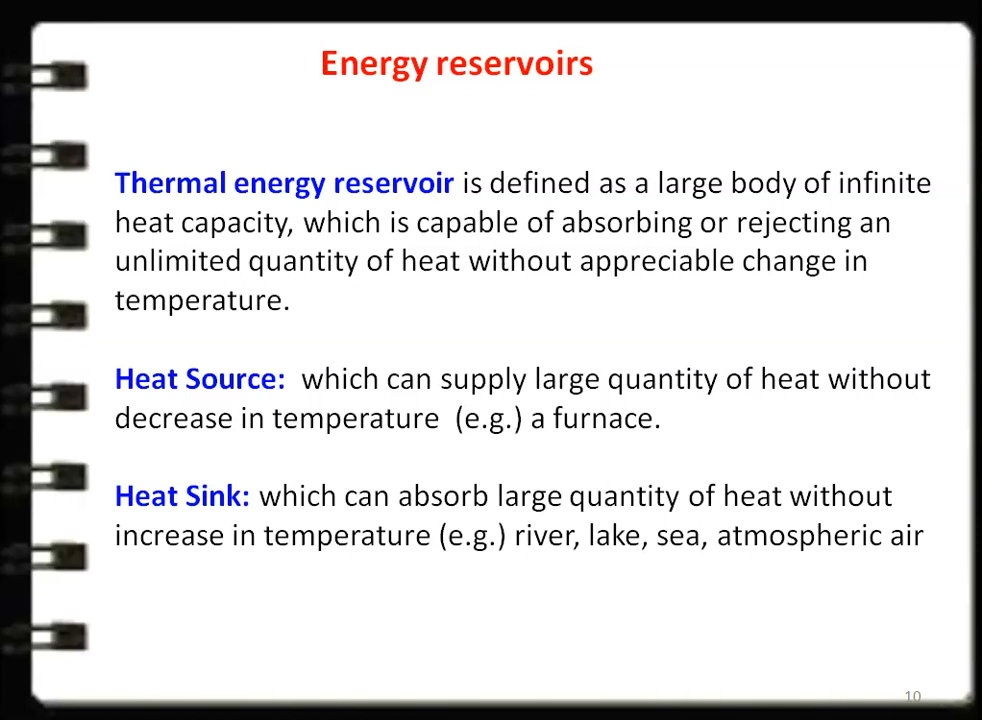 Energy reservoirs
Thermal energy reservoir is defined as a large body of infinite
heat capacity, which is capable of absorbing or rejecting an
unlimited quantity of heat without appreciable change in
temperature.
Heat Source: which can supply large quantity of heat without
decrease in temperature (e.g.) a furnace.
Heat Sink: which can absorb large quantity of heat without
increase in temperature (e.g.) river, lake, sea, atmospheric air
10